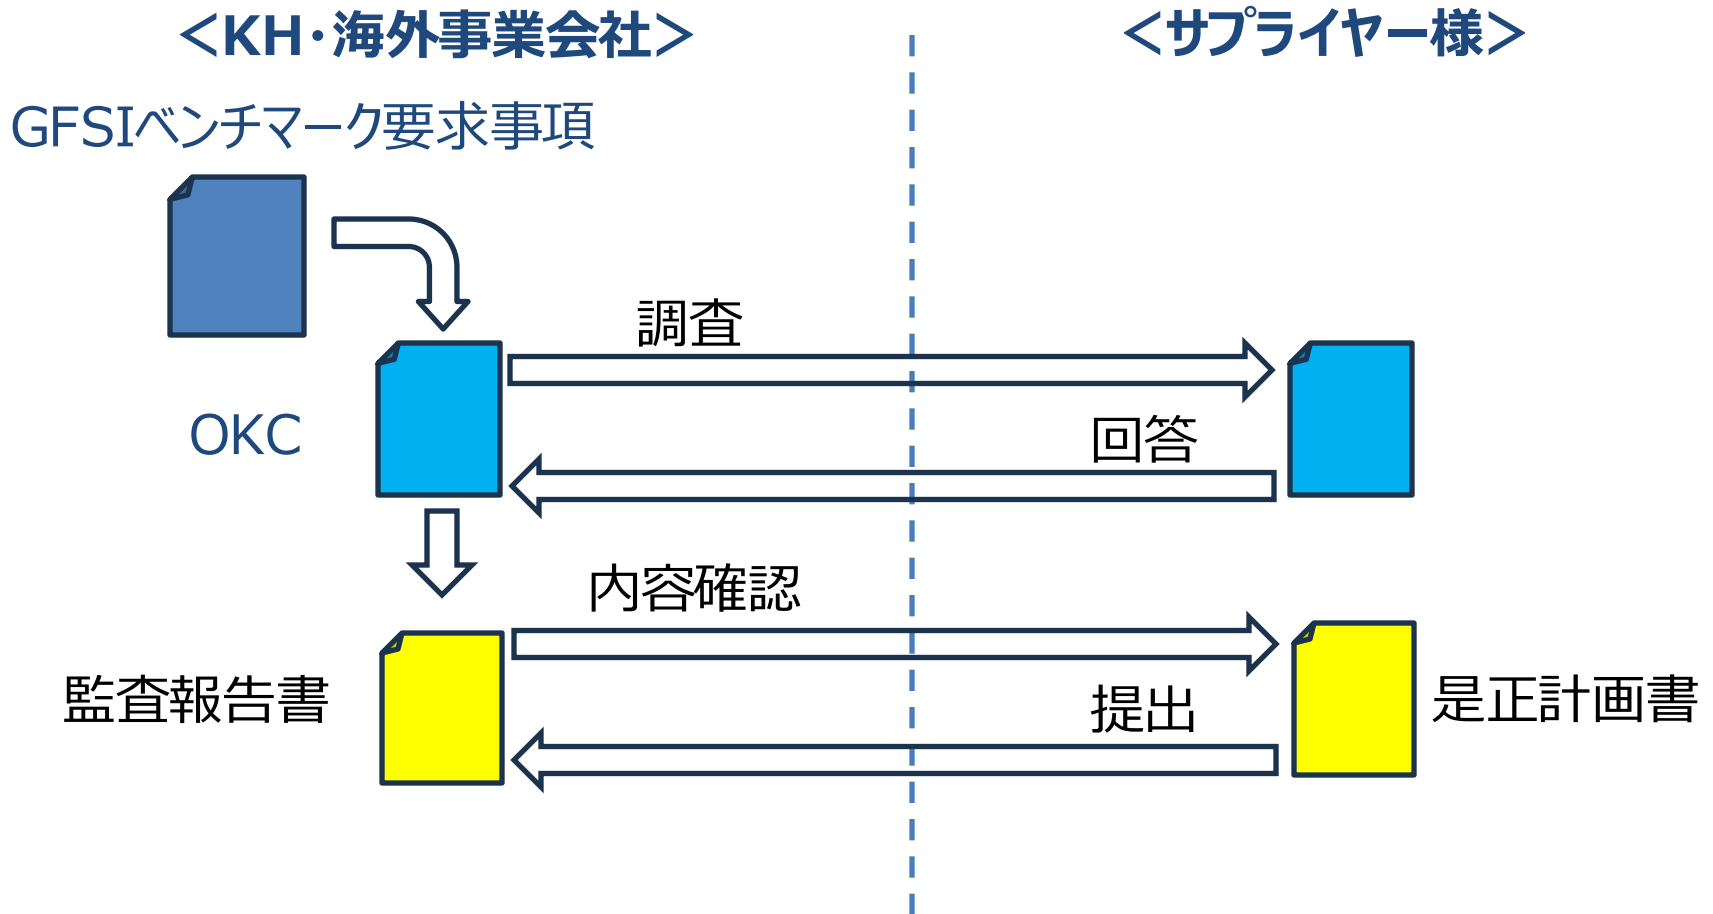 ＜KH・海外事業会社＞
＜サプライヤー様＞
GFSIベンチマーク要求事項
調査
OKC
回答
内容確認
監査報告書
提出
是正計画書